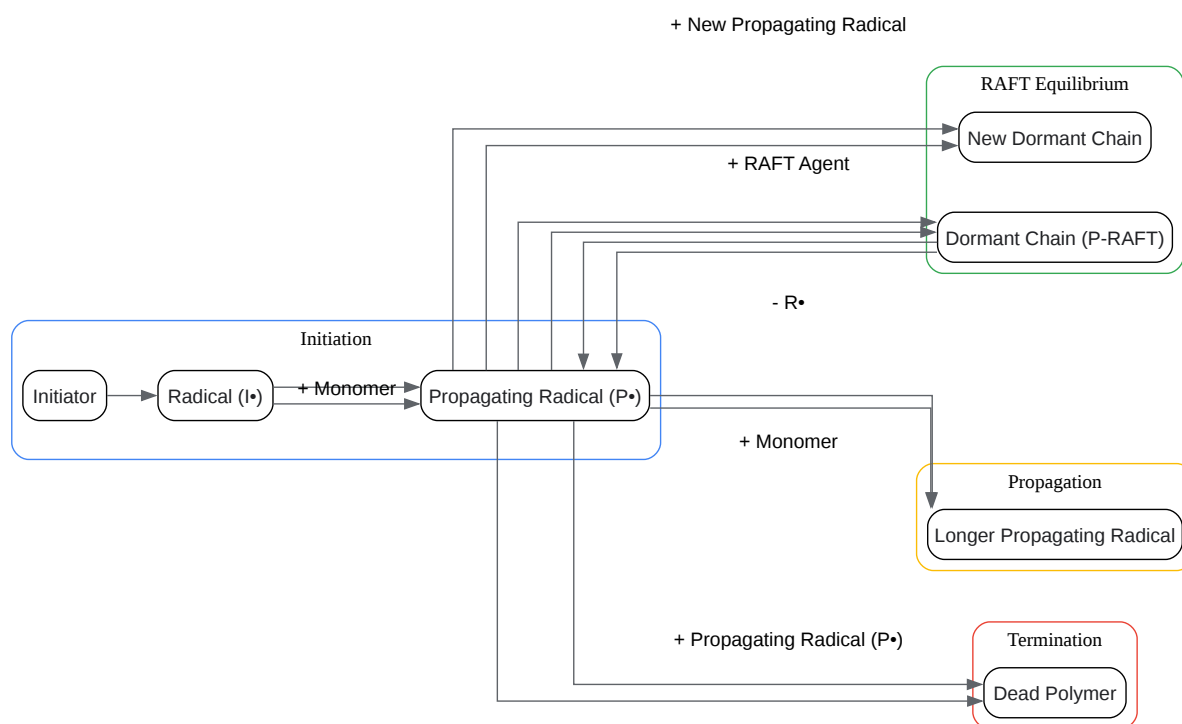 + New Propagating Radical
RAFT Equilibrium
New Dormant Chain
+ RAFT Agent
Dormant Chain (P-RAFT)
- R•
Initiation
Initiator
Radical (I•)
+ Monomer
Propagating Radical (P•)
+ Monomer
Propagation
Longer Propagating Radical
+ Propagating Radical (P•)
Termination
Dead Polymer